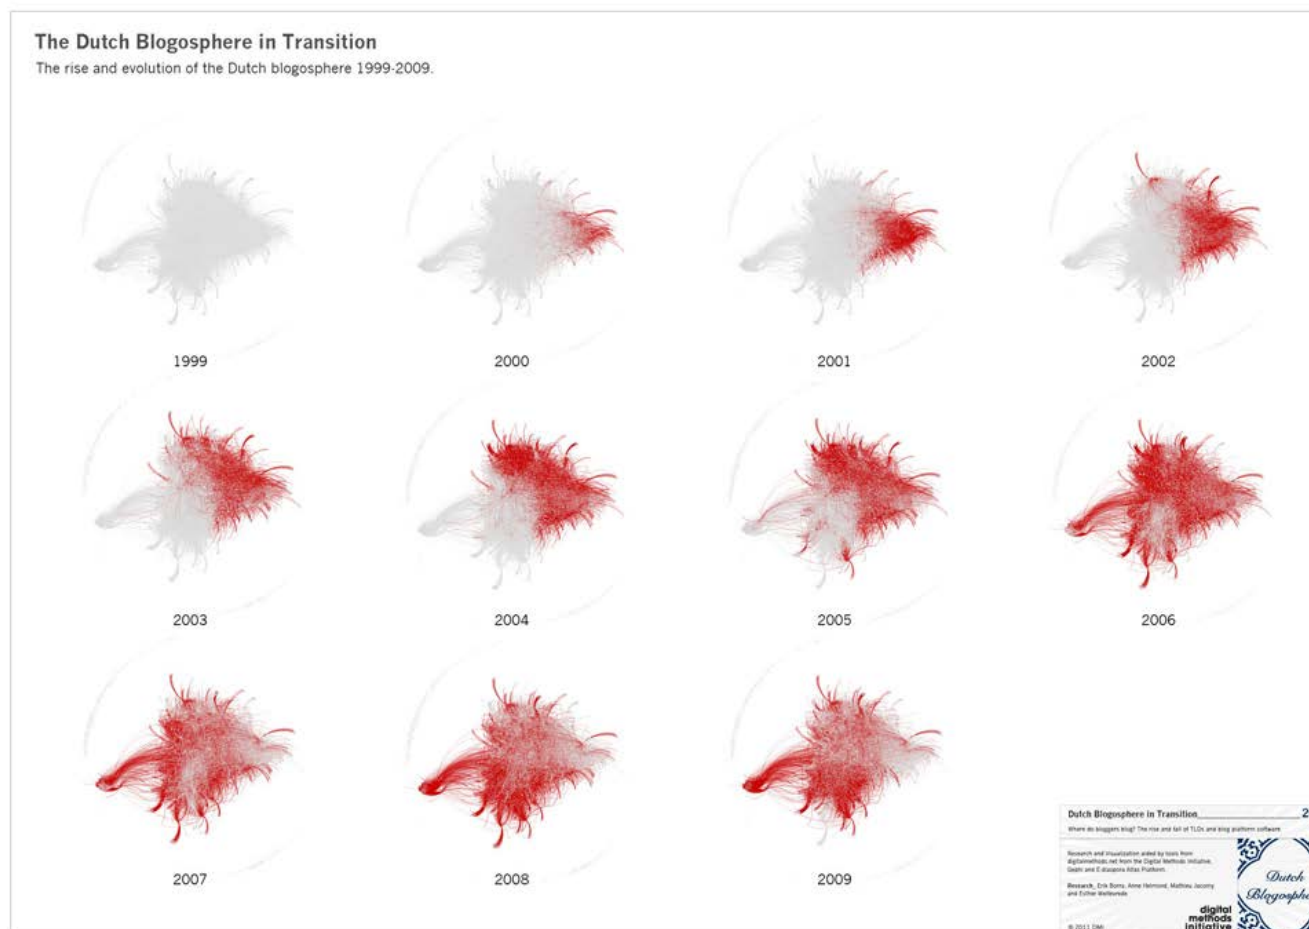 The Dutch Blogosphere in Transition
The rise and evolution of the Dutch blogosphere 1999-2009.
1999
2000
2001
2002
2003
2004
2005
2006
2007
2008
2009
Dutch Blogosphere in Transition
Where do bloggers blog? The rise and fall of TLDs and blog platform software
Research and Visualization aided by tools from
digitalmethods.net from the Digital Methods Initiative,
Gephi and E-diaspora Atlas Platform.
Research_ Erik Borra, Anne Helmond, Mathieu Jacomy
and Esther Weltevrede
digital
methods
initiative
© 2011 DMI
Dutch